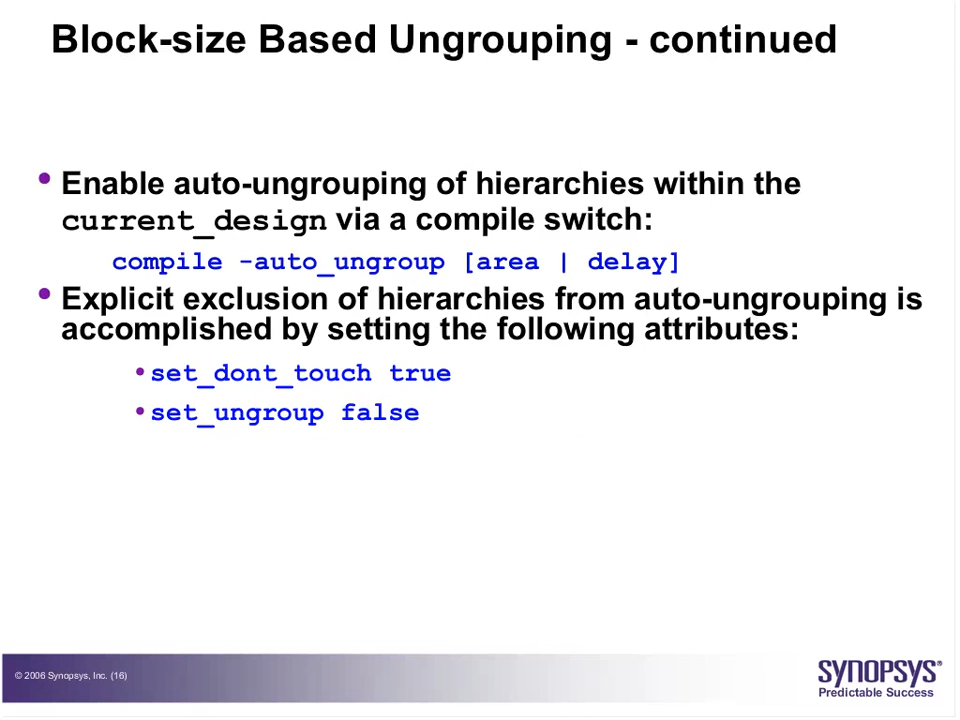 Block-size Based Ungrouping - continued
• Enable auto-ungrouping of hierarchies within the
current_design via a compile switch:
compile -auto_ungroup [area | delay]
• Explicit exclusion of hierarchies from auto-ungrouping is
accomplished by setting the following attributes:
•set_dont_touch true
•set_ungroup false
© 2006 Synopsys, Inc. (16)
SYNOPSYS®
Predictable Success